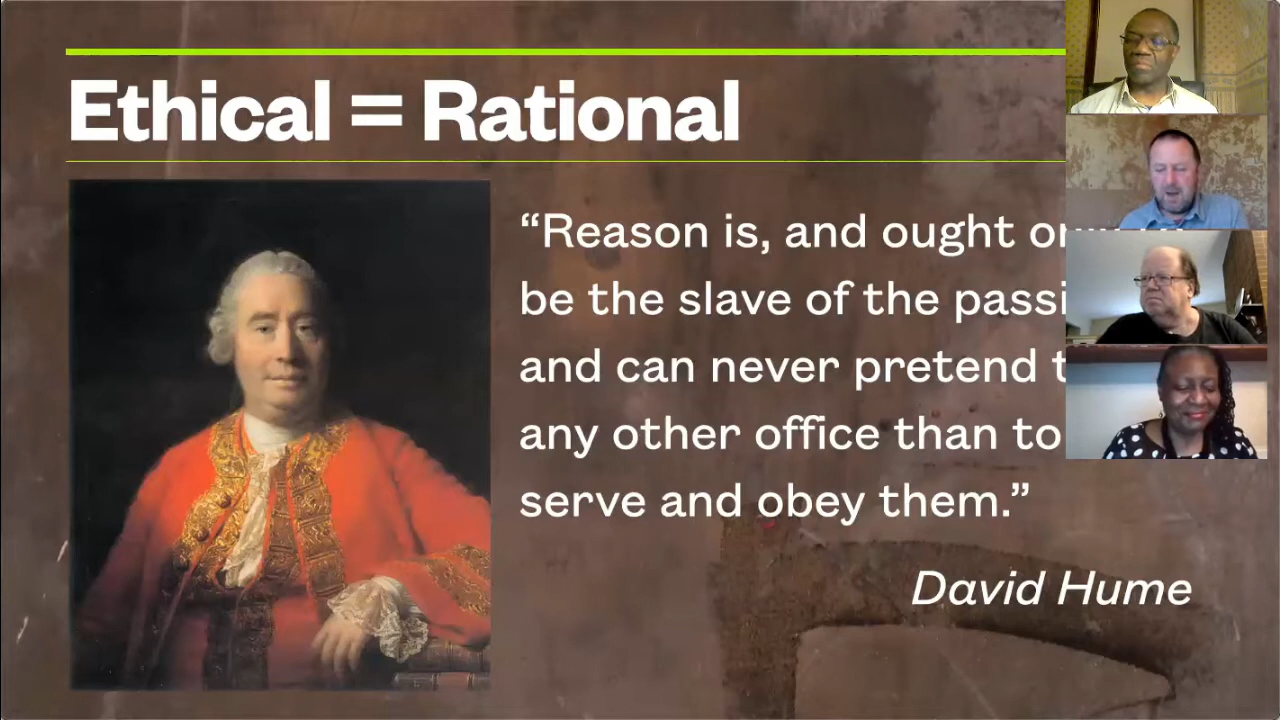 Ethical = Rational
“Reason is, and ought
be the slave of the
and can never pretend
any other office than to
serve and obey them.”
David Hume